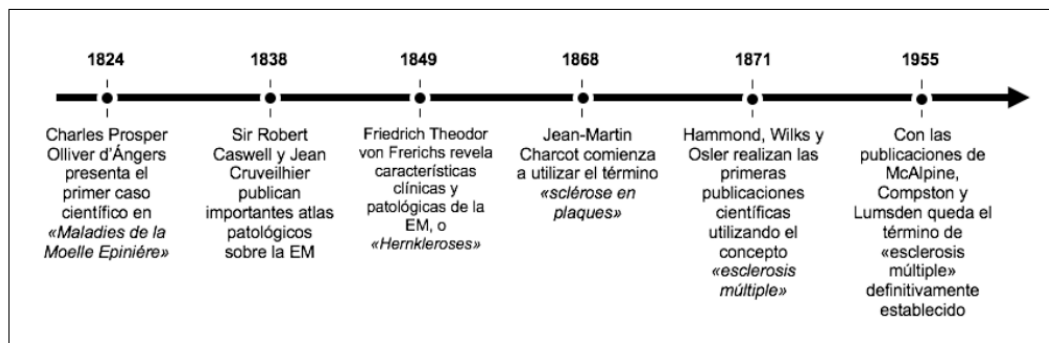 1824
Charles Prosper
Olliver d’Ángers
presenta el
primer caso
científico en
«Maladies de la
Moelle Epiniére»
1838
Sir Robert
Caswell y Jean
Cruveilhier
publican
importantes atlas
patológicos
sobre la EM
1849
Friedrich Theodor
von Frerichs revela
características
clínicas y
patológicas de la
EM, o
«Hernkleroses»
1868
Jean-Martin
Charcot comienza
a utilizar el término
«sclérose en
plaques»
1871
Hammond, Wilks y
Osler realizan las
primeras
publicaciones
científicas
utilizando el
concepto
«esclerosis
múltiple»
1955
Con las
publicaciones de
McAlpine,
Compston y
Lumsden queda el
término de
«esclerosis
múltiple»
definitivamente
establecido